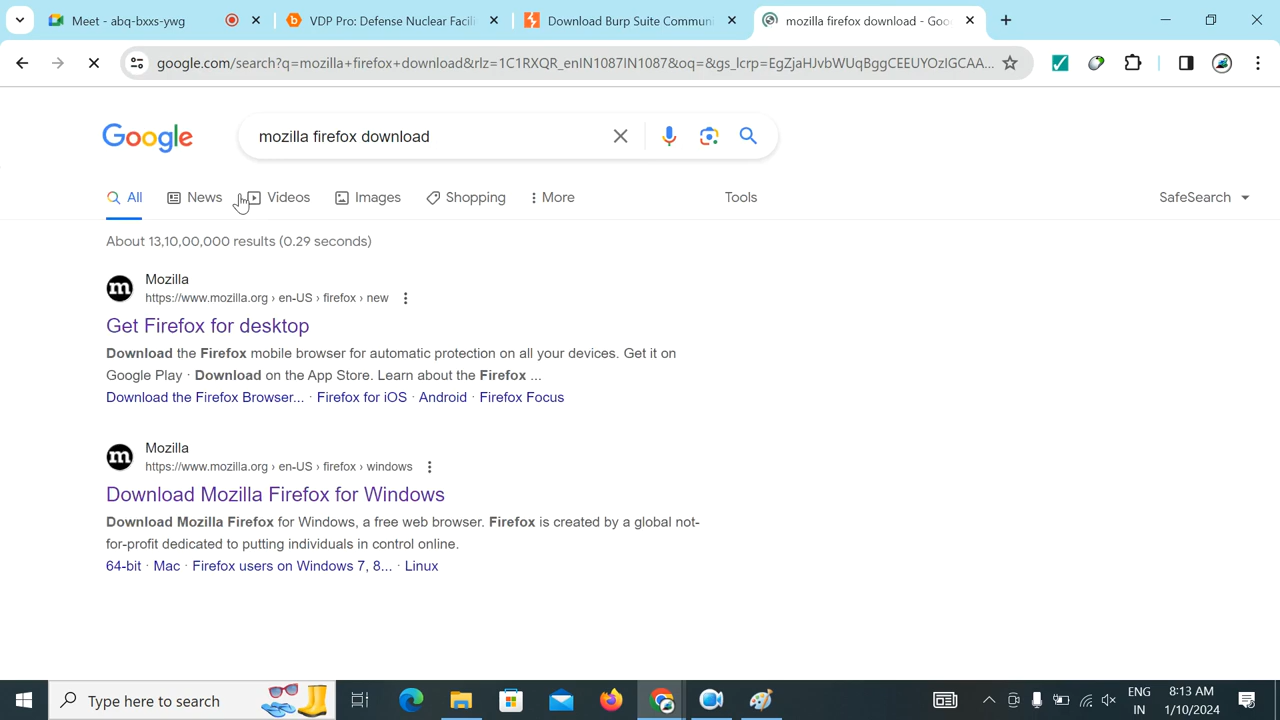 Meet - abq-bxxs-ywg
VDP Pro: Defense Nuclear Facili
Download Burp Suite Communi
mozilla firefox download - Goo
google.com/search?q=mozilla+firefox+download&rlz=1C1RXQR_enIN1087IN1087&oq=&gs_lcrp=EgZjaHJvbWUqBggCEEUYOzIGCAA...
Google
mozilla firefox download
All
News
Videos
Images
Shopping
More
Tools
SafeSearch
About 13,10,00,000 results (0.29 seconds)
Mozilla
https://www.mozilla.org › en-US › firefox › new
Get Firefox for desktop
Download the Firefox mobile browser for automatic protection on all your devices. Get it on
Google Play · Download on the App Store. Learn about the Firefox ...
Download the Firefox Browser... · Firefox for iOS · Android · Firefox Focus
Mozilla
https://www.mozilla.org › en-US › firefox › windows
Download Mozilla Firefox for Windows
Download Mozilla Firefox for Windows, a free web browser. Firefox is created by a global not-
for-profit dedicated to putting individuals in control online.
64-bit · Mac · Firefox users on Windows 7, 8... · Linux
Type here to search
ENG
IN
8:13 AM
1/10/2024